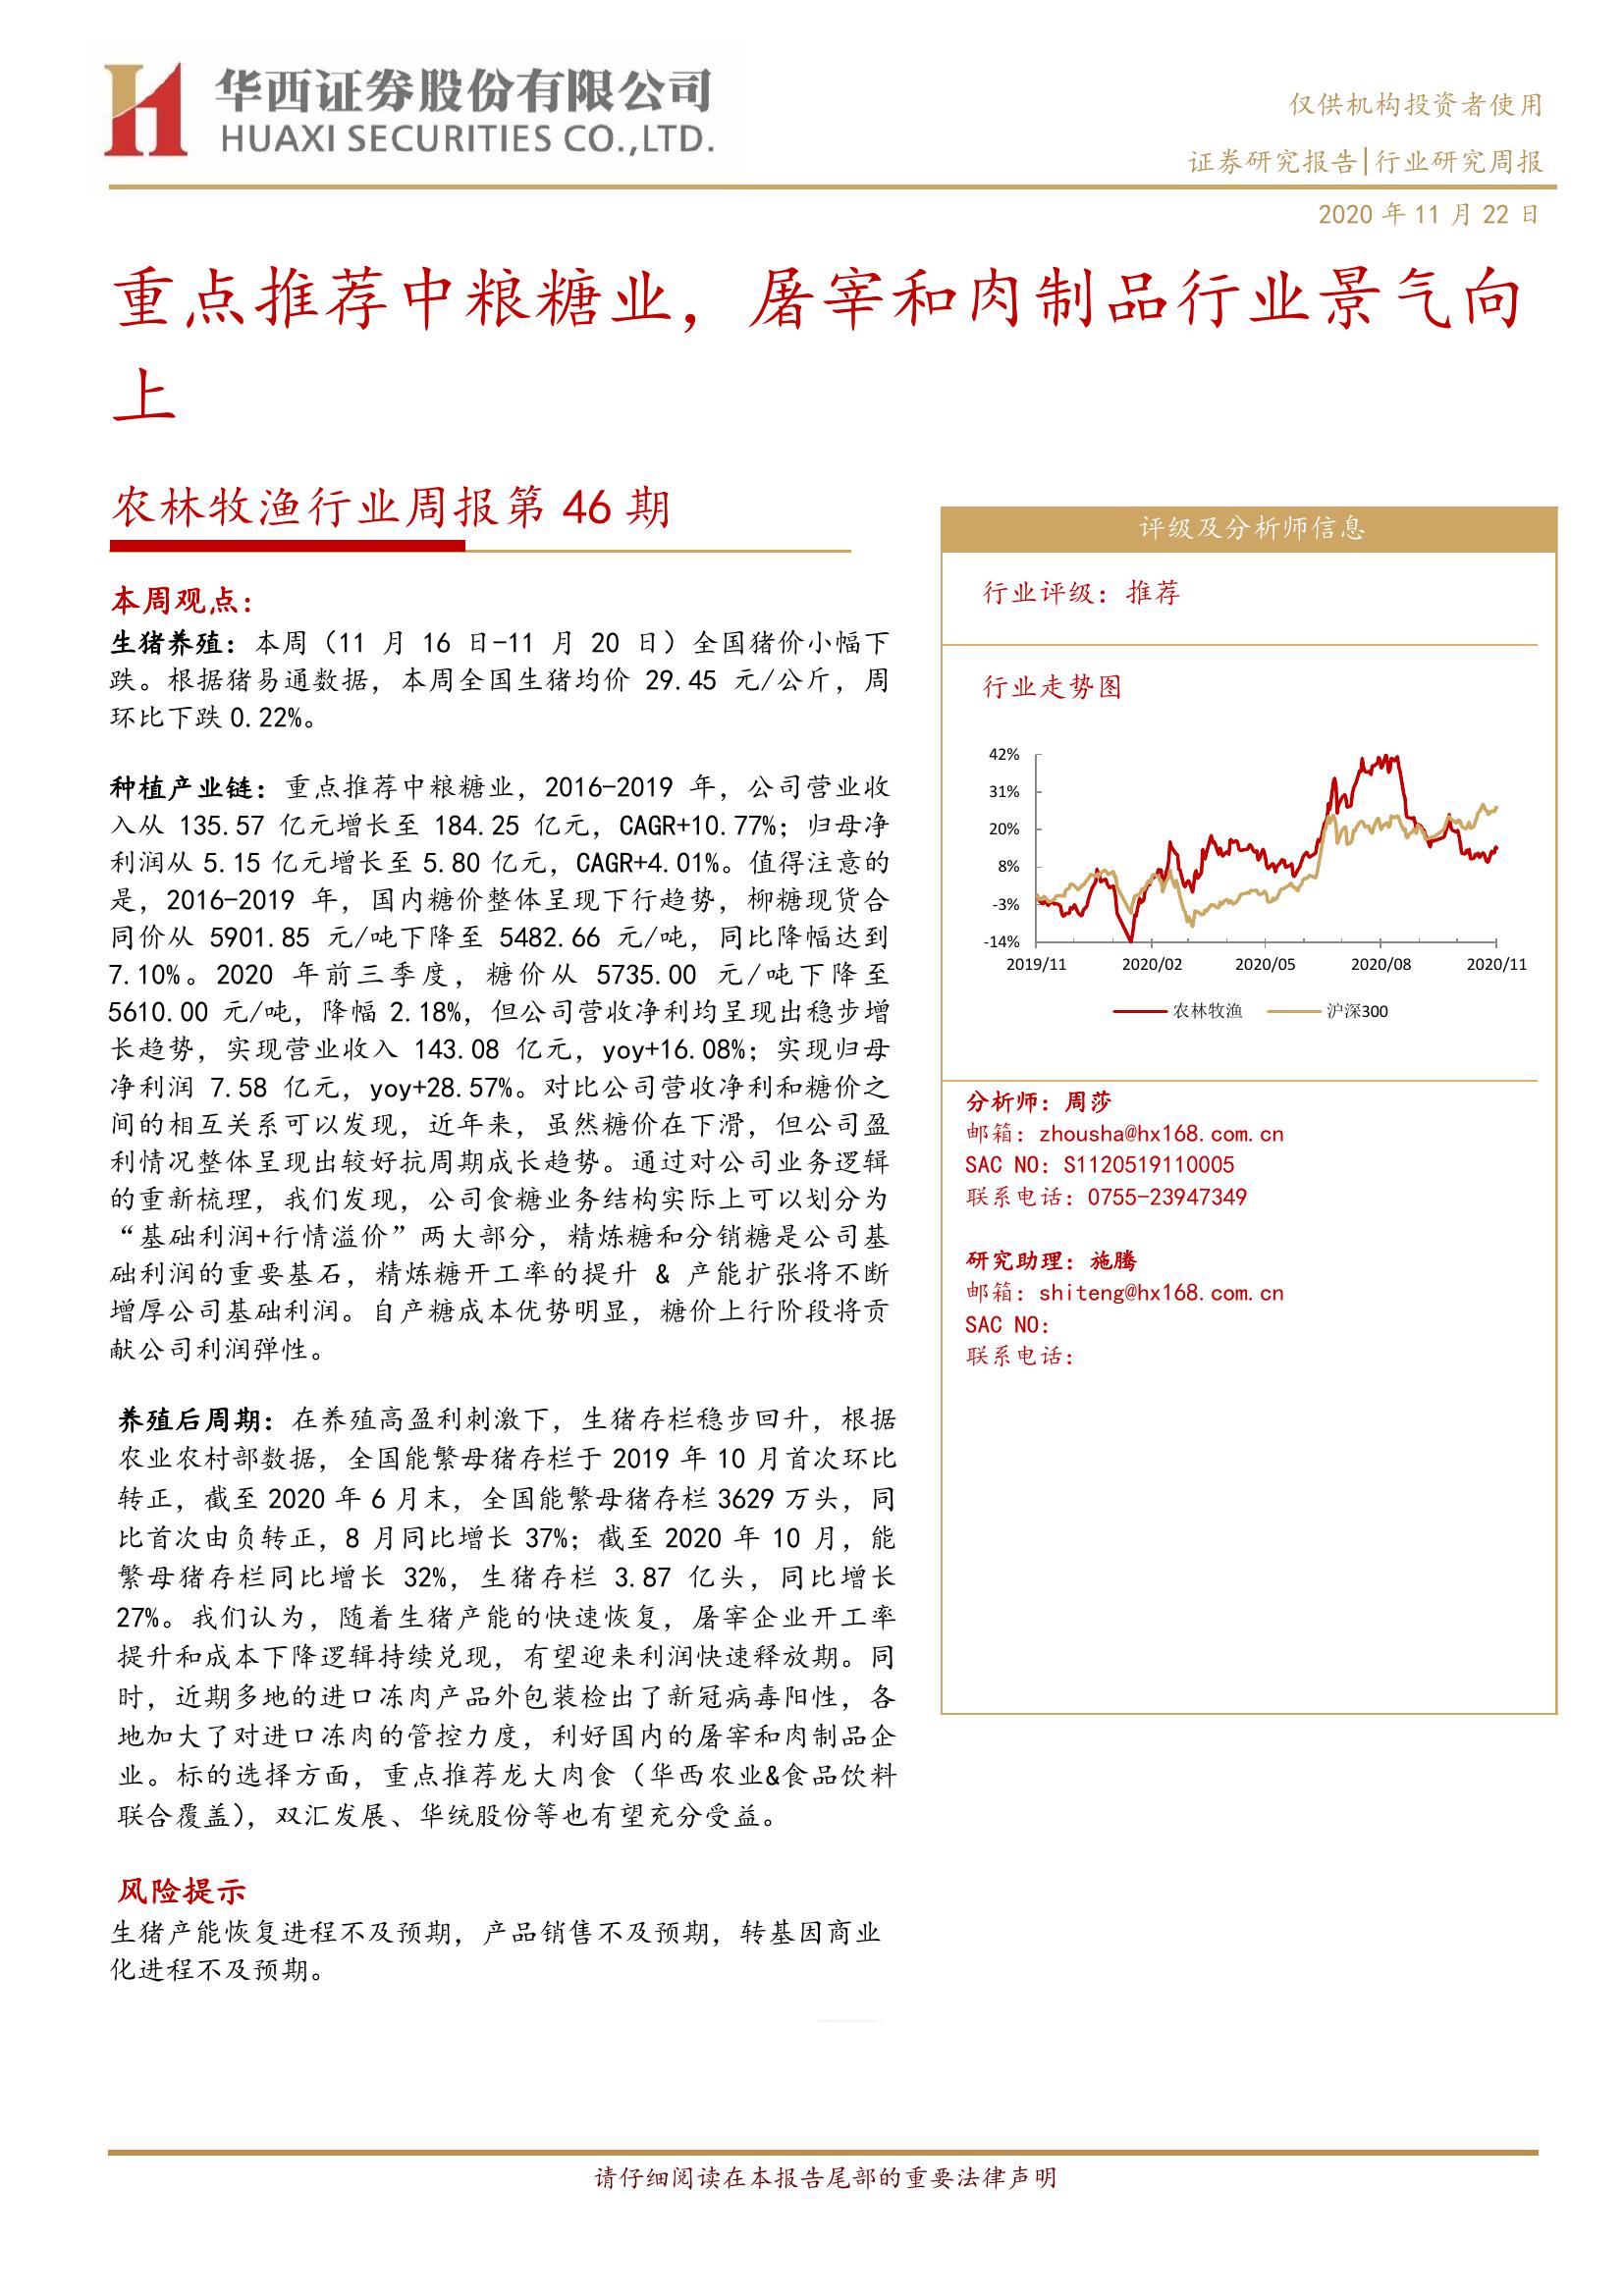 华西证券股份有限公司
HUAXI SECURITIES CO.,LTD.
仅供机构投资者使用
证券研究报告|行业研究周报
2020 年 11 月 22 日
重点推荐中粮糖业，屠宰和肉制品行业景气向
上
农林牧渔行业周报第 46 期
本周观点：
生猪养殖：本周（11 月 16 日-11 月 20 日）全国猪价小幅下
跌。根据猪易通数据，本周全国生猪均价 29.45 元/公斤，周
环比下跌 0.22%。
种植产业链：重点推荐中粮糖业，2016-2019 年，公司营业收
入从 135.57 亿元增长至 184.25 亿元，CAGR+10.77%；归母净
利润从 5.15 亿元增长至 5.80 亿元，CAGR+4.01%。值得注意的
是，2016-2019 年，国内糖价整体呈现下行趋势，柳糖现货合
同价从 5901.85 元/吨下降至 5482.66 元/吨，同比降幅达到
7.10%。2020 年前三季度，糖价从 5735.00 元/吨下降至
5610.00 元/吨，降幅 2.18%，但公司营收净利均呈现出稳步增
长趋势，实现营业收入 143.08 亿元，yoy+16.08%；实现归母
净利润 7.58 亿元，yoy+28.57%。对比公司营收净利和糖价之
间的相互关系可以发现，近年来，虽然糖价在下滑，但公司盈
利情况整体呈现出较好抗周期成长趋势。通过对公司业务逻辑
的重新梳理，我们发现，公司食糖业务结构实际上可以划分为
“基础利润+行情溢价”两大部分，精炼糖和分销糖是公司基
础利润的重要基石，精炼糖开工率的提升 & 产能扩张将不断
增厚公司基础利润。自产糖成本优势明显，糖价上行阶段将贡
献公司利润弹性。
养殖后周期：在养殖高盈利刺激下，生猪存栏稳步回升，根据
农业农村部数据，全国能繁母猪存栏于 2019 年 10 月首次环比
转正，截至 2020 年 6 月末，全国能繁母猪存栏 3629 万头，同
比首次由负转正，8 月同比增长 37%；截至 2020 年 10 月，能
繁母猪存栏同比增长 32%，生猪存栏 3.87 亿头，同比增长
27%。我们认为，随着生猪产能的快速恢复，屠宰企业开工率
提升和成本下降逻辑持续兑现，有望迎来利润快速释放期。同
时，近期多地的进口冻肉产品外包装检出了新冠病毒阳性，各
地加大了对进口冻肉的管控力度，利好国内的屠宰和肉制品企
业。标的选择方面，重点推荐龙大肉食（华西农业&食品饮料
联合覆盖），双汇发展、华统股份等也有望充分受益。
风险提示
生猪产能恢复进程不及预期，产品销售不及预期，转基因商业
化进程不及预期。
评级及分析师信息
行业评级：推荐
行业走势图
42%
31%
20%
8%
-3%
-14%
2019/11 2020/02 2020/05 2020/08 2020/11
农林牧渔 沪深300
分析师：周莎
邮箱：zhousha@hx168.com.cn
SAC NO：S1120519110005
联系电话：0755-23947349
研究助理：施腾
邮箱：shiteng@hx168.com.cn
SAC NO：
联系电话：
请仔细阅读在本报告尾部的重要法律声明